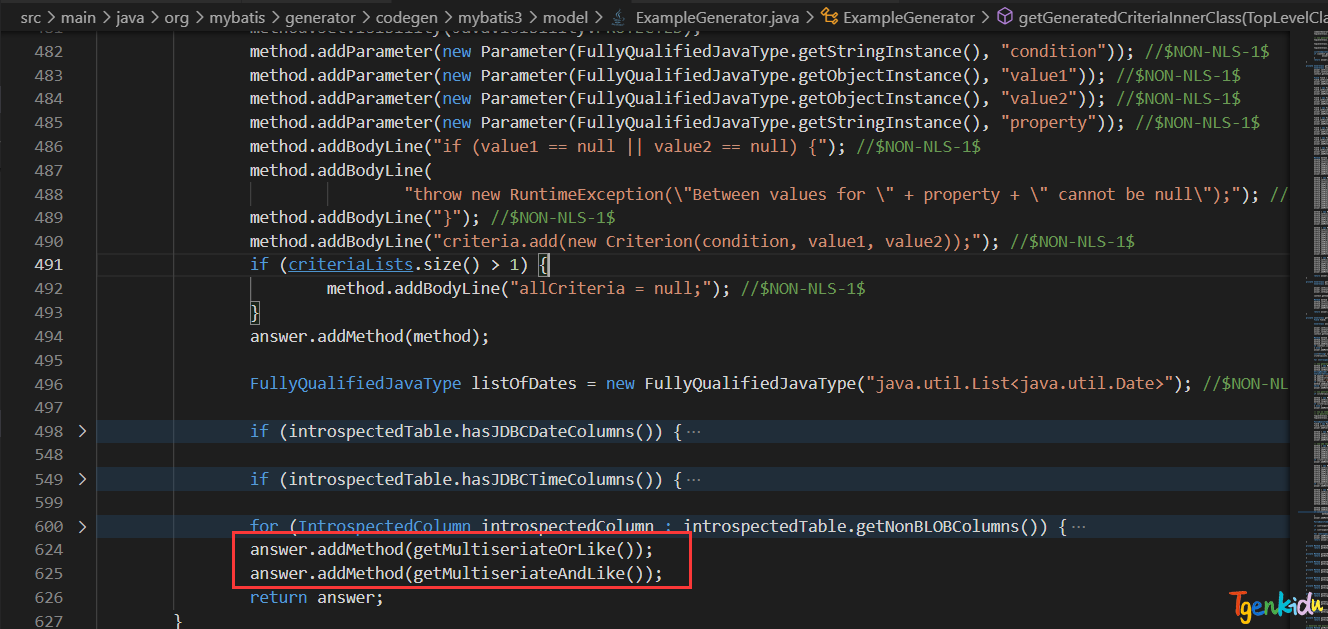 src > main > java > org > mybatis > generator > codegen > mybatis3 > model > ExampleGenerator.java > ExampleGenerator > getGeneratedCriteriaInnerClass(TopLevelCla
482 method.addParameter(new Parameter(FullyQualifiedJavaType.getStringInstance(), "condition")); //$NON-NLS-1$
483 method.addParameter(new Parameter(FullyQualifiedJavaType.getObjectInstance(), "value1")); //$NON-NLS-1$
484 method.addParameter(new Parameter(FullyQualifiedJavaType.getObjectInstance(), "value2")); //$NON-NLS-1$
485 method.addParameter(new Parameter(FullyQualifiedJavaType.getStringInstance(), "property")); //$NON-NLS-1$
486 method.addBodyLine("if (value1 == null || value2 == null) {"); //$NON-NLS-1$
487 method.addBodyLine(
488 "throw new RuntimeException(\"Between values for \" + property + \" cannot be null\");"); //
489 method.addBodyLine("}"); //$NON-NLS-1$
490 method.addBodyLine("criteria.add(new Criterion(condition, value1, value2));"); //$NON-NLS-1$
491 if (criteriaLists.size() > 1) {
492 method.addBodyLine("allCriteria = null;"); //$NON-NLS-1$
493 }
494 answer.addMethod(method);
495
496 FullyQualifiedJavaType listOfDates = new FullyQualifiedJavaType("java.util.List<java.util.Date>"); //$NON-NL
497
498 > if (introspectedTable.hasJDBCDateColumns()) { ···
548
549 > if (introspectedTable.hasJDBCTimeColumns()) { ···
599
600 > for (IntrospectedColumn introspectedColumn : introspectedTable.getNonBLOBColumns()) { ···
624 answer.addMethod(getMultiseriateOrLike());
625 answer.addMethod(getMultiseriateAndLike());
626 return answer;
627 }
Tgenkidu